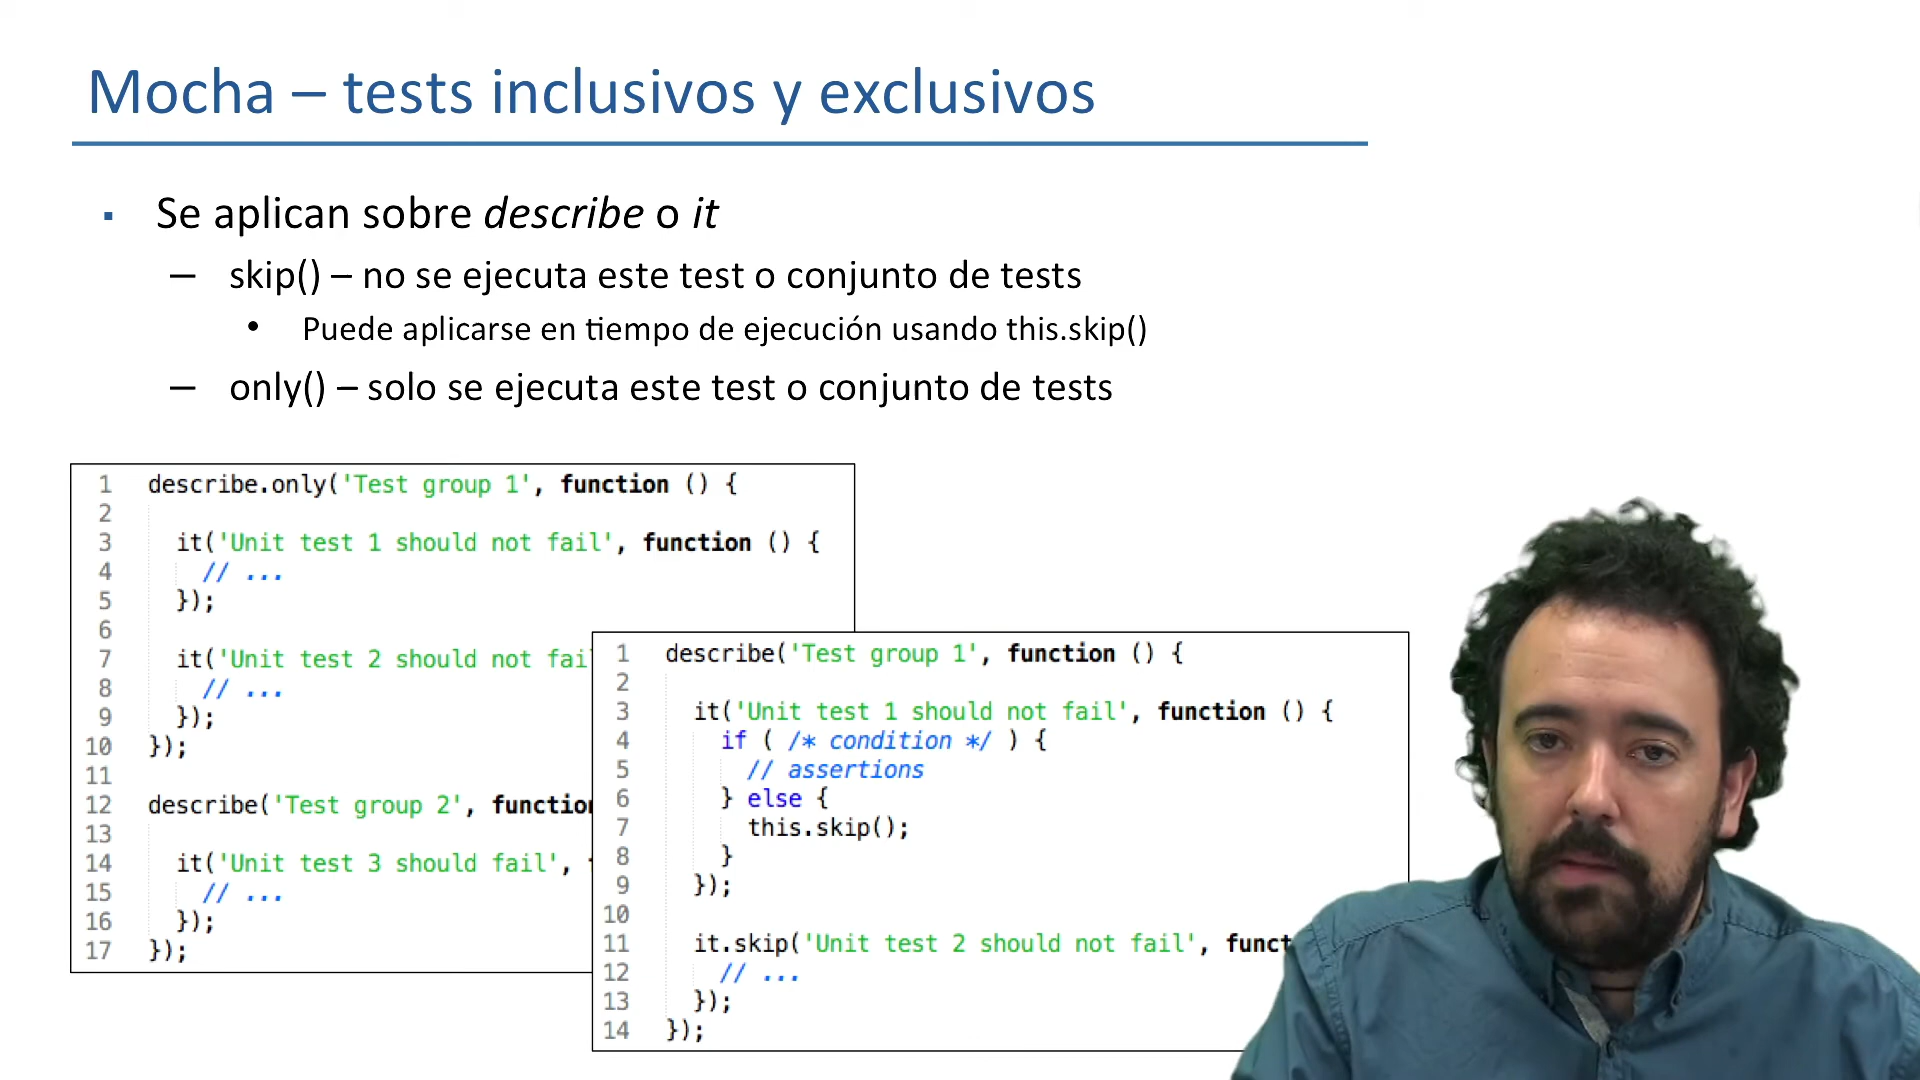 Mocha – tests inclusivos y exclusivos
▪ Se aplican sobre describe o it
– skip() – no se ejecuta este test o conjunto de tests
• Puede aplicarse en tiempo de ejecución usando this.skip()
– only() – solo se ejecuta este test o conjunto de tests
1 describe.only('Test group 1', function () {
2
3 it('Unit test 1 should not fail', function () {
4 // ...
5 });
6
7 it('Unit test 2 should not fai
8 // ...
9 });
10 });
11
12 describe('Test group 2', function
13
14 it('Unit test 3 should fail',
15 // ...
16 });
17 });
1 describe('Test group 1', function () {
2
3 it('Unit test 1 should not fail', function () {
4 if ( /* condition */ ) {
5 // assertions
6 } else {
7 this.skip();
8 }
9 });
10
11 it.skip('Unit test 2 should not fail', funct
12 // ...
13 });
14 });